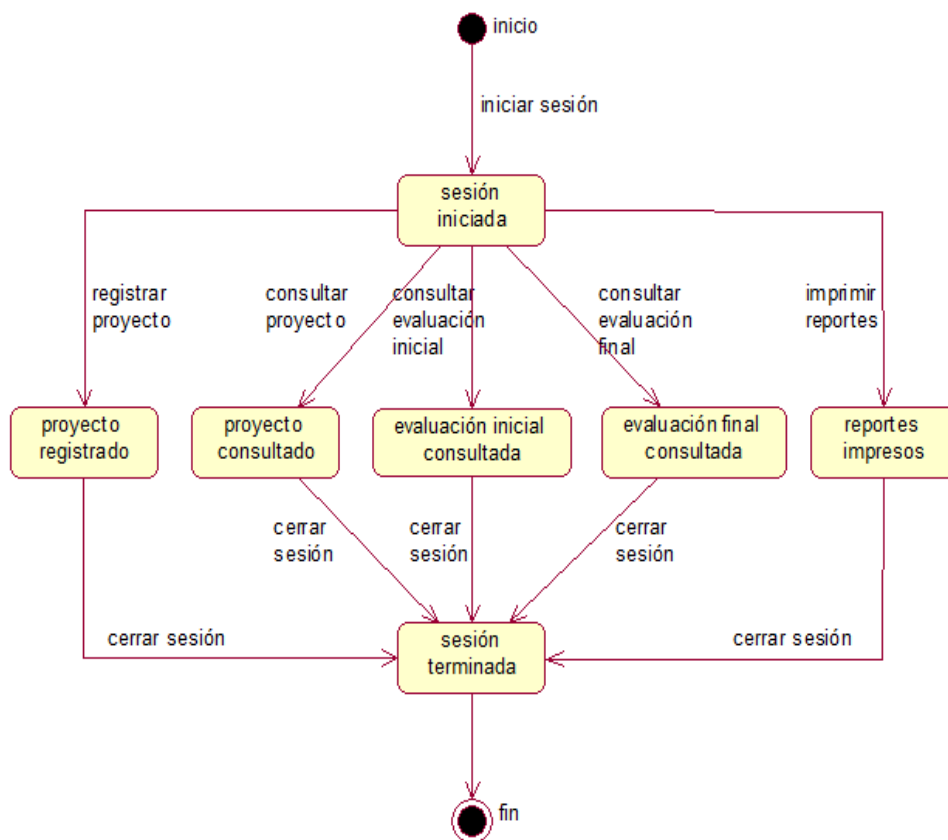 inicio
iniciar sesión
sesión
iniciada
registrar
proyecto
consultar
proyecto
consultar
evaluación
inicial
consultar
evaluación
final
imprimir
reportes
proyecto
registrado
proyecto
consultado
evaluación inicial
consultada
evaluación final
consultada
reportes
impresos
cerrar
sesión
cerrar
sesión
cerrar
sesión
cerrar sesión
sesión
terminada
cerrar sesión
fin